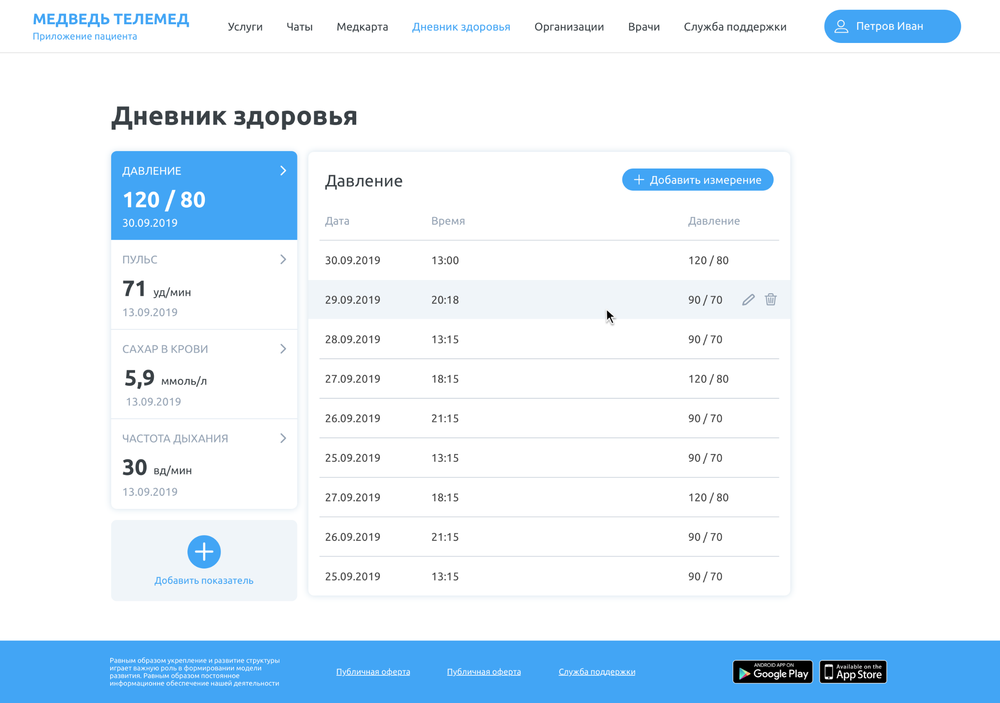 МЕДВЕДЬ ТЕЛЕМЕД
Приложение пациента
Услуги
Чаты
Медкарта
Дневник здоровья
Организации
Врачи
Служба поддержки
Петров Иван
Дневник здоровья
ДАВЛЕНИЕ
120 / 80
30.09.2019
ПУЛЬС
71 уд/мин
13.09.2019
САХАР В КРОВИ
5,9 ммоль/л
13.09.2019
ЧАСТОТА ДЫХАНИЯ
30 вд/мин
13.09.2019
Добавить показатель
Давление
Добавить измерение
Дата Время Давление
30.09.2019 13:00 120 / 80
29.09.2019 20:18 90 / 70
28.09.2019 13:15 90 / 70
27.09.2019 18:15 120 / 80
26.09.2019 21:15 90 / 70
25.09.2019 13:15 90 / 70
27.09.2019 18:15 120 / 80
26.09.2019 21:15 90 / 70
25.09.2019 13:15 90 / 70
Равным образом укрепление и развитие структуры
играет важную роль в формировании модели
развития. Равным образом постоянное
информационне обеспечение нашей деятельности
Публичная оферта
Публичная оферта
Служба поддержки
ANDROID APP ON
Google Play
Available on the
App Store